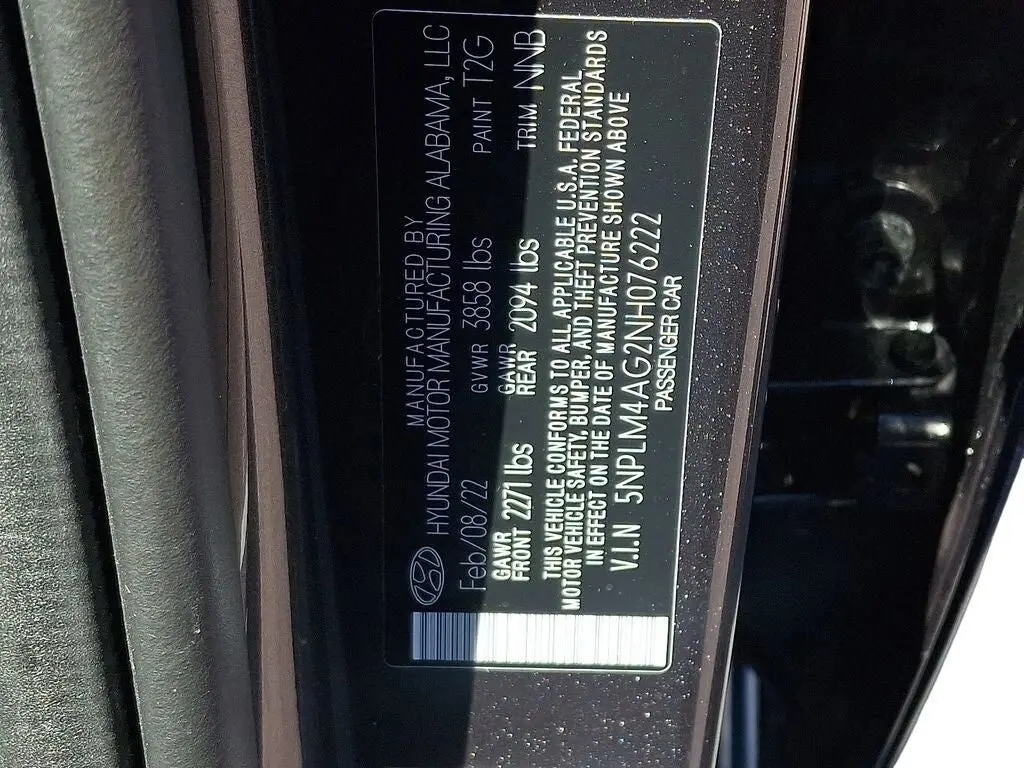 MANUFACTURED BY
HYUNDAI MOTOR MANUFACTURING ALABAMA, LLC
Feb/08/22 GVWR 3858 lbs PAINT T2G
GAWR FRONT 2271 lbs GAWR REAR 2094 lbs TRIM NNB
THIS VEHICLE CONFORMS TO ALL APPLICABLE U.S.A. FEDERAL
MOTOR VEHICLE SAFETY, BUMPER, AND THEFT PREVENTION STANDARDS
IN EFFECT ON THE DATE OF MANUFACTURE SHOWN ABOVE
V.I.N 5NPLM4AG2NH076222
PASSENGER CAR